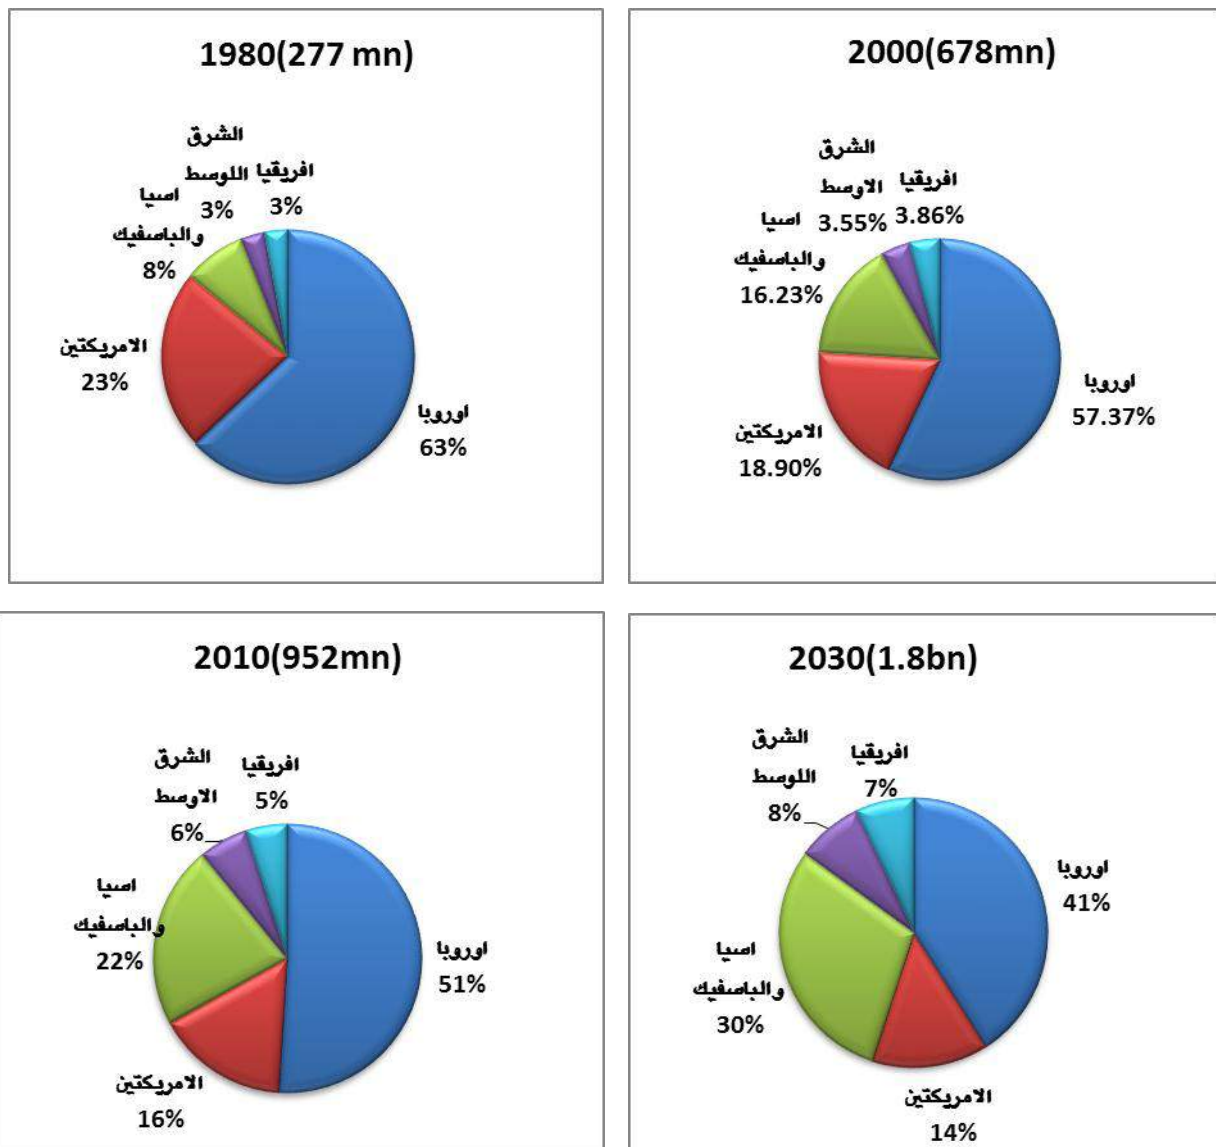 1980(277 mn)
الشرق
اللوسط
3%
افريقيا
3%
اسيا
والباسفيك
8%
الامريكتين
23%
اوروبا
63%
2000(678mn)
الشرق
الاوسط
3.55%
افريقيا
3.86%
اسيا
والباسفيك
16.23%
الامريكتين
18.90%
اوروبا
57.37%
2010(952mn)
الشرق
الاوسط
6%
افريقيا
5%
اسيا
والباسفيك
22%
الامريكتين
16%
اوروبا
51%
2030(1.8bn)
الشرق
اللوسط
8%
افريقيا
7%
اسيا
والباسفيك
30%
الامريكتين
14%
اوروبا
41%